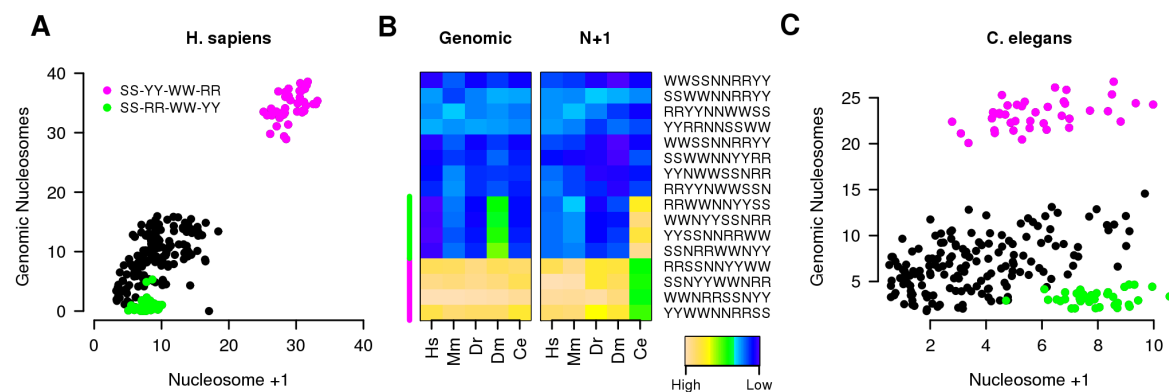 A
H. sapiens
Genomic Nucleosomes
40
30
20
10
0
SS-YY-WW-RR
SS-RR-WW-YY
0 10 20 30 40
Nucleosome +1
B
Genomic N+1
WWSSNNRRYY
SSWWNNRRYY
RRYYNNWWSS
YYRRNNSSWW
WWSSNNRRYY
SSWWNNYYRR
YYNWWSSNRR
RRYYNWWSSN
RRWWNNYYSS
WWNYYSSNRR
YYSSNNRRWW
SSNRRWWNYY
RRSSNNYYWW
SSNYYWWNRR
WWNRRSSNYY
YYWWNNRRSS
Hs Mm Dr Dm Ce Hs Mm Dr Dm Ce
High Low
C
C. elegans
Genomic Nucleosomes
25
20
15
10
5
2 4 6 8 10
Nucleosome +1